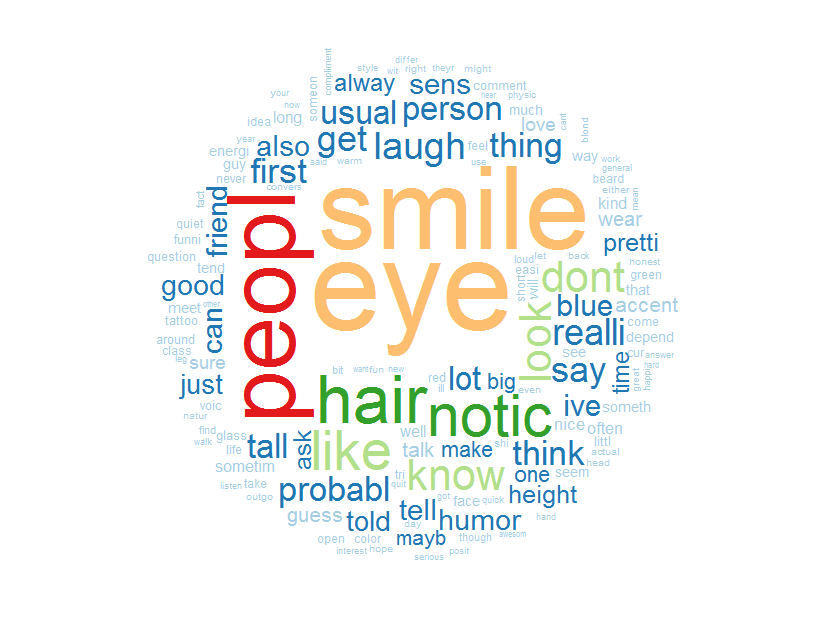 differ
style wit right theyr might
compliment
alway sens comment
your someon near physic
now usual person much
idea long get laugh thing love cant
year also feel blond
energi said warm use way work
guy first general
never convers beard either
fact friend peopl smile kind mean
quiet wear
funni pretti
question eye loud let back honest
tend easi dont green
good short will that
meet other blue accent
tattoo can look come
around realli depend
class see cur answer
leg sure bit want fun new say time hard
just hair lot big great happi
voic red ill even
natur notic ive someth
find glass well shi nice often
walk life tall ask like talk make think littl
sometim tri one actual
listen take quit know seem head
outgo probabl got face quick height
guess tell day humor hand
told mayb though awesom
open color
interest hope posit
serious